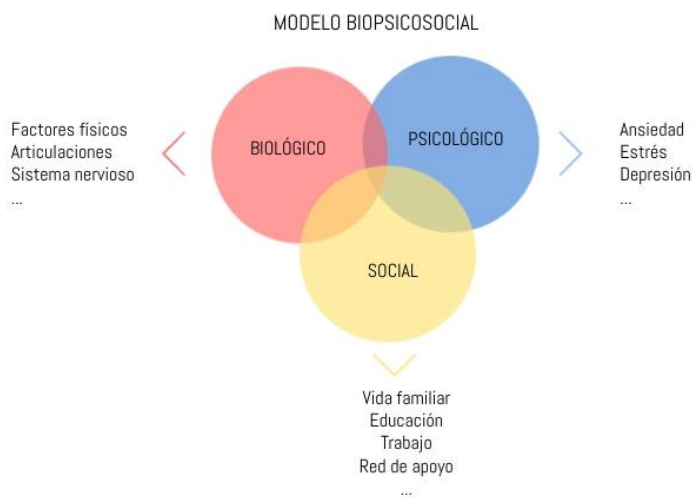 MODELO BIOPSICOSOCIAL
BIOLÓGICO
PSICOLÓGICO
SOCIAL
Factores físicos
Articulaciones
Sistema nervioso
...
Ansiedad
Estrés
Depresión
...
Vida familiar
Educación
Trabajo
Red de apoyo
...